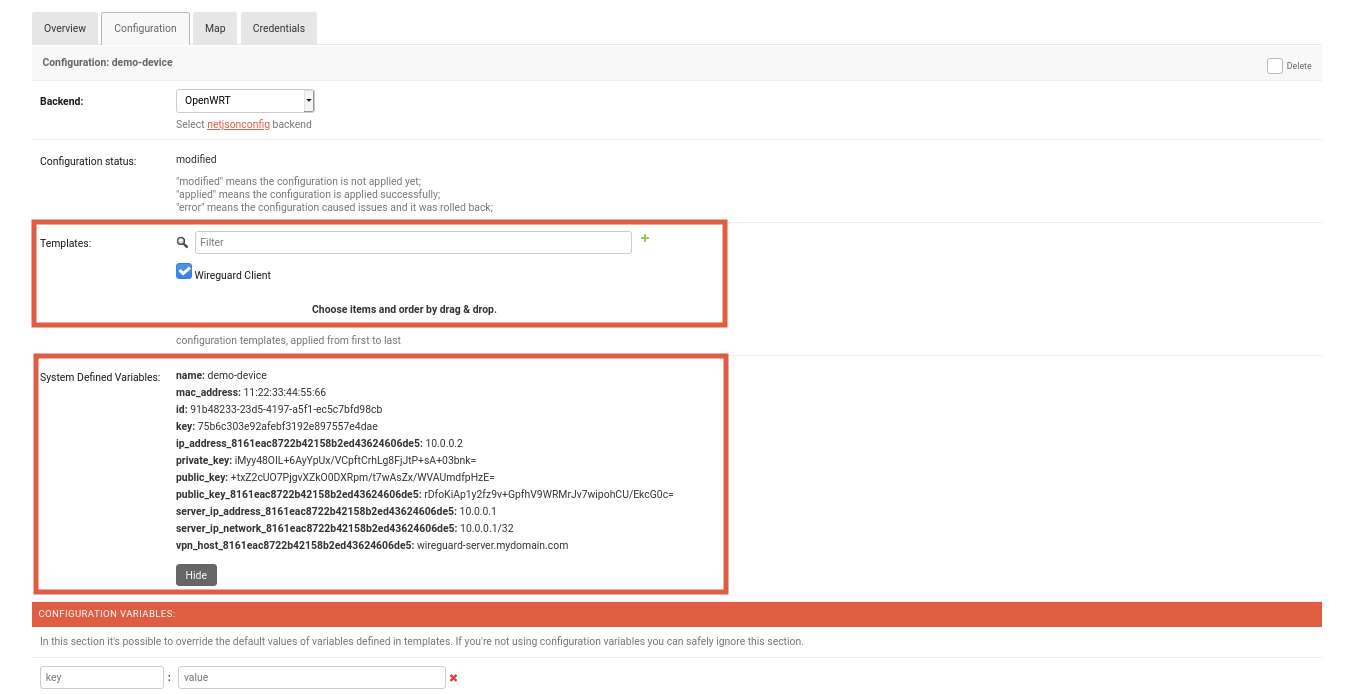 Overview Configuration Map Credentials
Configuration: demo-device Delete
Backend: OpenWRT
Select netjsonconfig backend
Configuration status: modified
"modified" means the configuration is not applied yet;
"applied" means the configuration is applied successfully;
"error" means the configuration caused issues and it was rolled back;
Templates: Filter
Wireguard Client
Choose items and order by drag & drop.
configuration templates, applied from first to last
System Defined Variables: name: demo-device
mac_address: 11:22:33:44:55:66
id: 91b48233-23d5-4197-a5f1-ec5c7bfd98cb
key: 75b6c303e92afebf3192e897557e4dae
ip_address_8161eac8722b42158b2ed43624606de5: 10.0.0.2
private_key: iMyy48OIL+6AyYpUx/VCpftCrhLg8FjJtP+sA+03bnk=
public_key: +txZ2cUO7PjgvXZkO0DXRpm/t7wAsZx/WVAUmdfpHzE=
public_key_8161eac8722b42158b2ed43624606de5: rDfoKiAp1y2fz9v+GpfhV9WRMrJv7wipohCU/EkcG0c=
server_ip_address_8161eac8722b42158b2ed43624606de5: 10.0.0.1
server_ip_network_8161eac8722b42158b2ed43624606de5: 10.0.0.1/32
vpn_host_8161eac8722b42158b2ed43624606de5: wireguard-server.mydomain.com
Hide
CONFIGURATION VARIABLES:
In this section it's possible to override the default values of variables defined in templates. If you're not using configuration variables you can safely ignore this section.
key : value